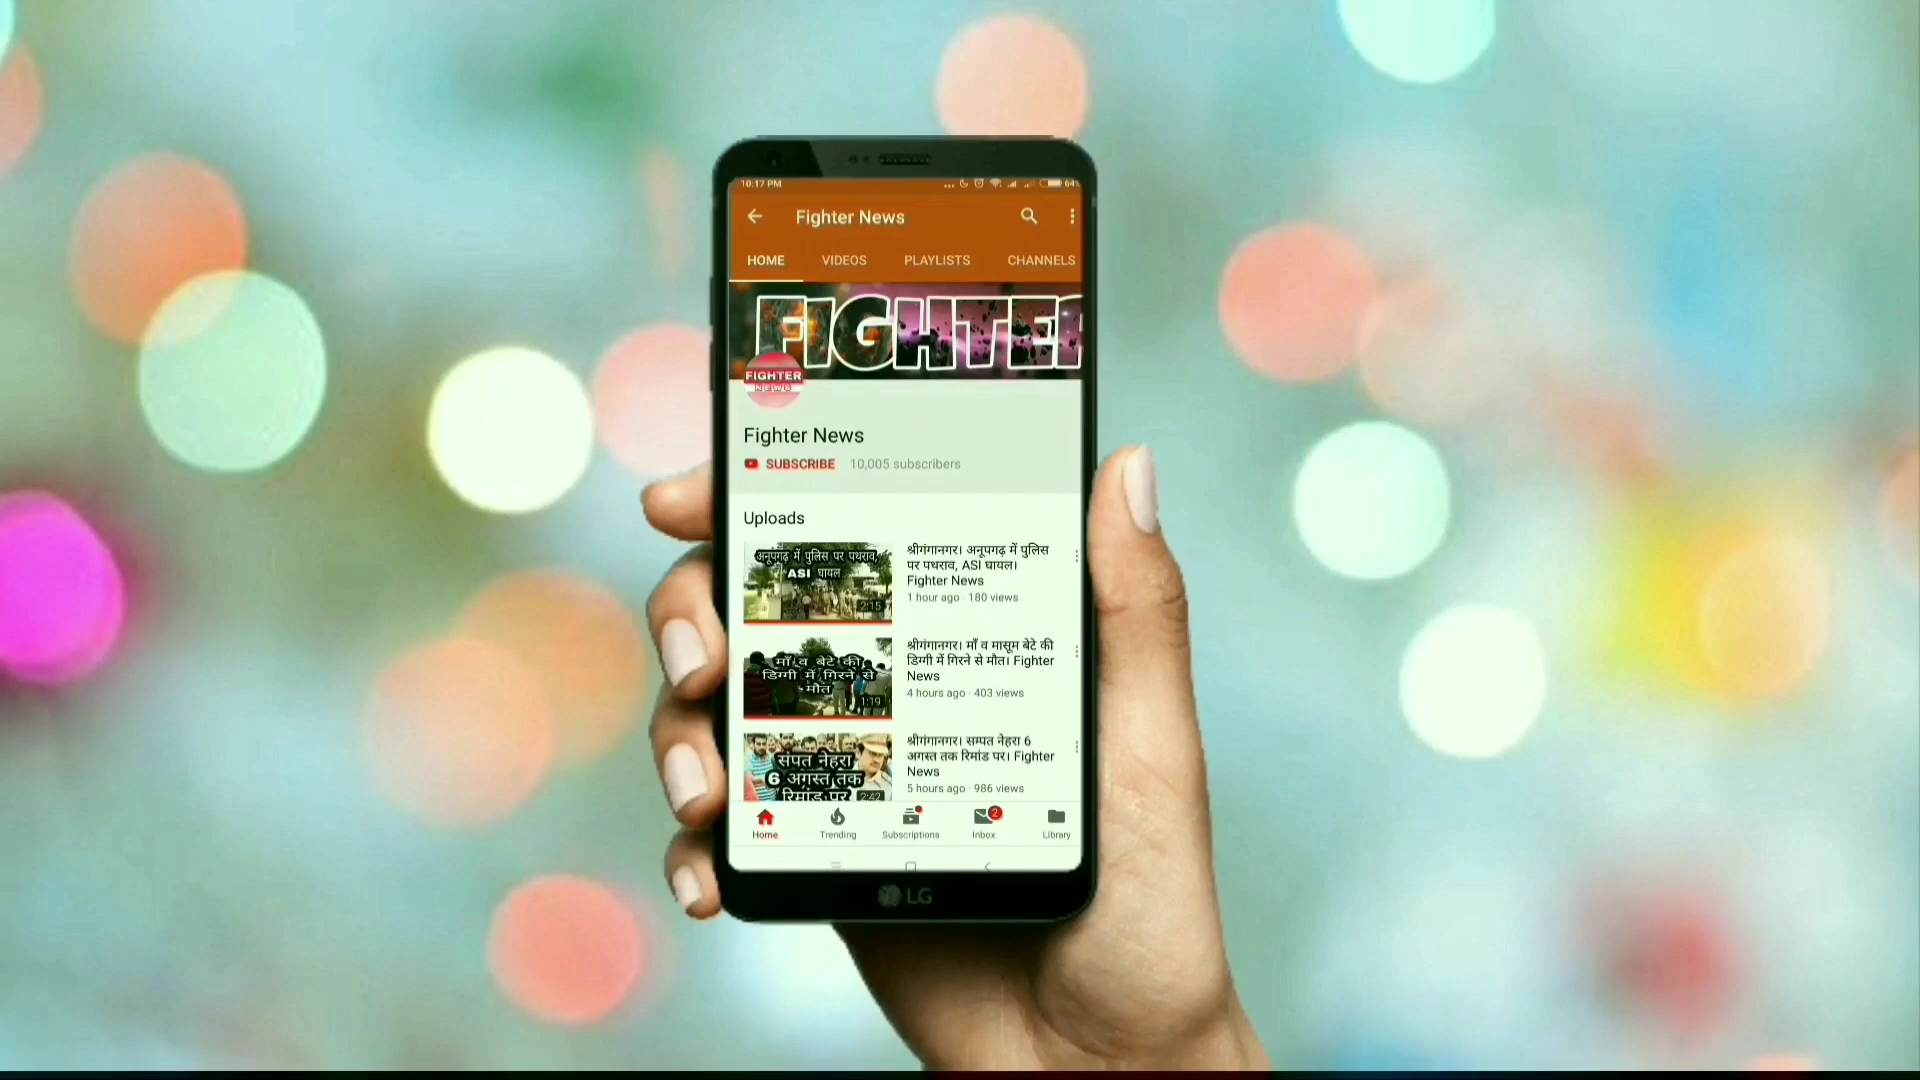 10:17 PM
64%
Fighter News
HOME VIDEOS PLAYLISTS CHANNELS
FIGHTER
FIGHTER
NEWS
Fighter News
SUBSCRIBE 10,005 subscribers
Uploads
अनूपगढ़ में पुलिस पर पथराव,
ASI घायल
2:15
श्रीगंगानगर। अनूपगढ़ में पुलिस
पर पथराव, ASI घायल।
Fighter News
1 hour ago · 180 views
माँ व बेटे की
डिग्गी में गिरने से
मौत
1:19
श्रीगंगानगर। माँ व मासूम बेटे की
डिग्गी में गिरने से मौत। Fighter
News
4 hours ago · 403 views
संपत नेहरा
6 अगस्त तक
रिमांड पर
2:42
श्रीगंगानगर। सम्पत नेहरा 6
अगस्त तक रिमांड पर। Fighter
News
5 hours ago · 986 views
2
Home Trending Subscriptions Inbox Library
LG